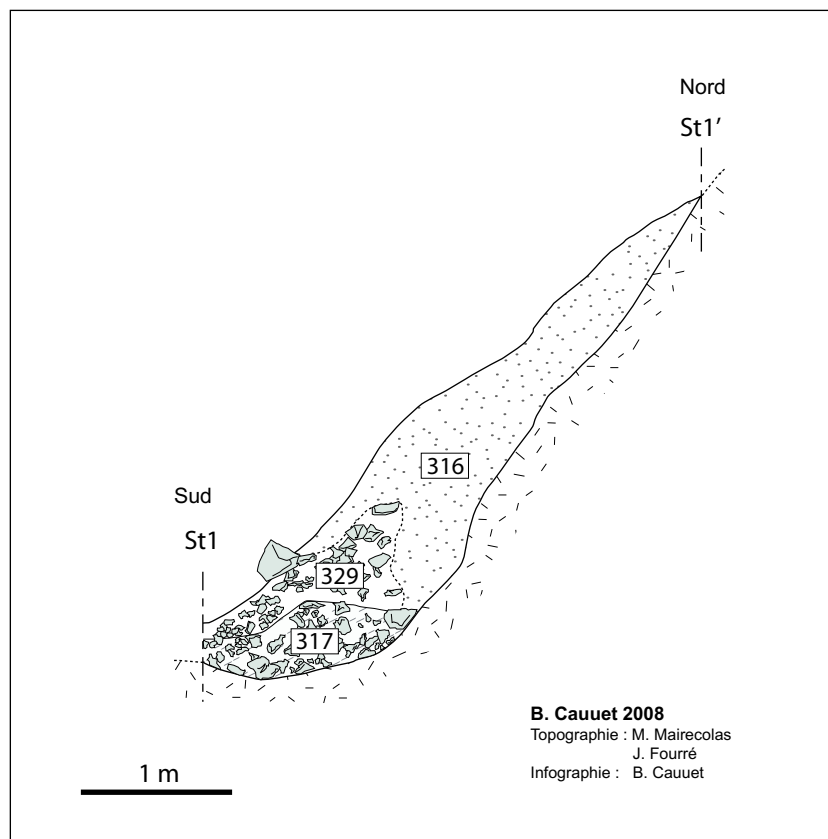 Nord
St1’
316
Sud
St1
329
317
B. Cauuet 2008
Topographie : M. Mairecolas
J. Fourré
Infographie : B. Cauuet
1 m